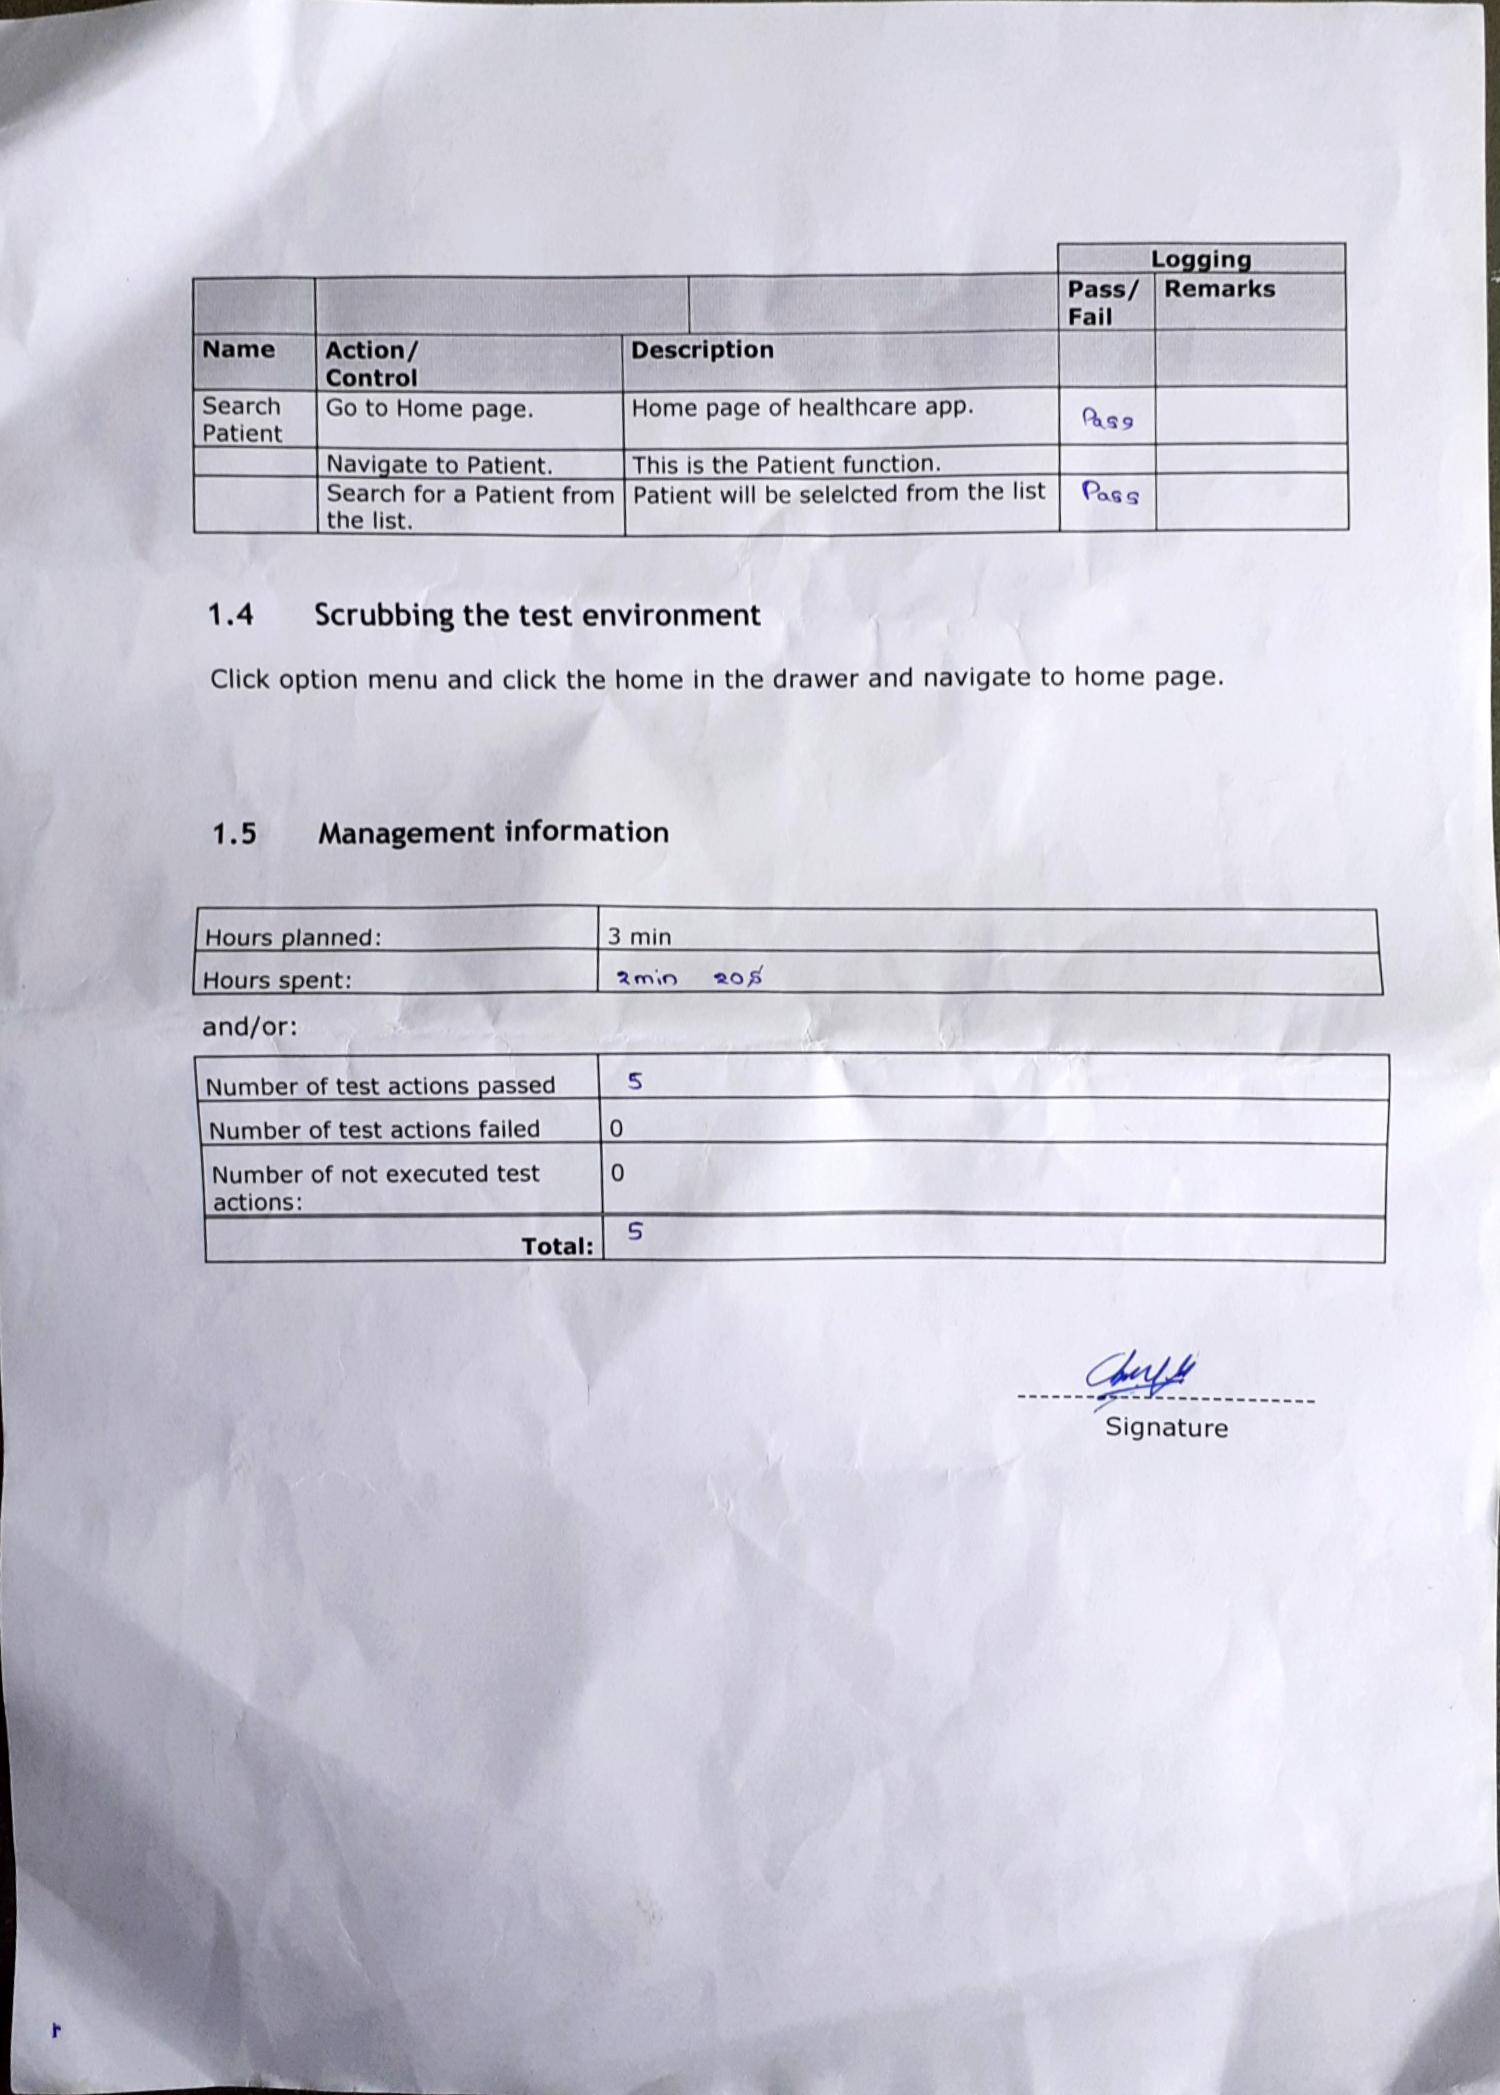 Logging
Pass/ Remarks
Fail
Name Action/ Description
Control
Search Go to Home page. Home page of healthcare app. Pass
Patient
Navigate to Patient. This is the Patient function.
Search for a Patient from Patient will be selelcted from the list Pass
the list.
1.4 Scrubbing the test environment
Click option menu and click the home in the drawer and navigate to home page.
1.5 Management information
Hours planned: 3 min
Hours spent: 2min 20s
and/or:
Number of test actions passed 5
Number of test actions failed 0
Number of not executed test 0
actions:
Total: 5
Signature